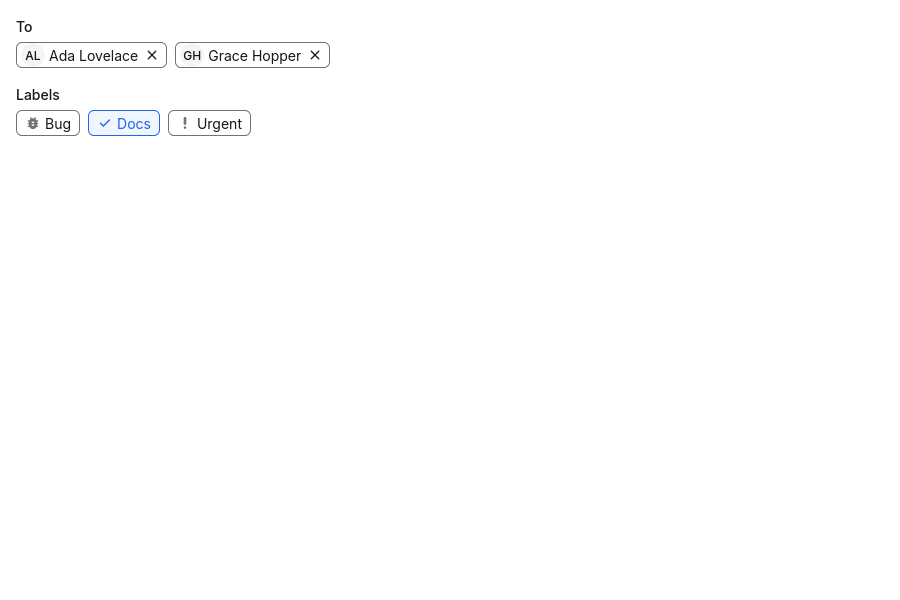 To
AL Ada Lovelace
GH Grace Hopper
Labels
Bug
Docs
Urgent